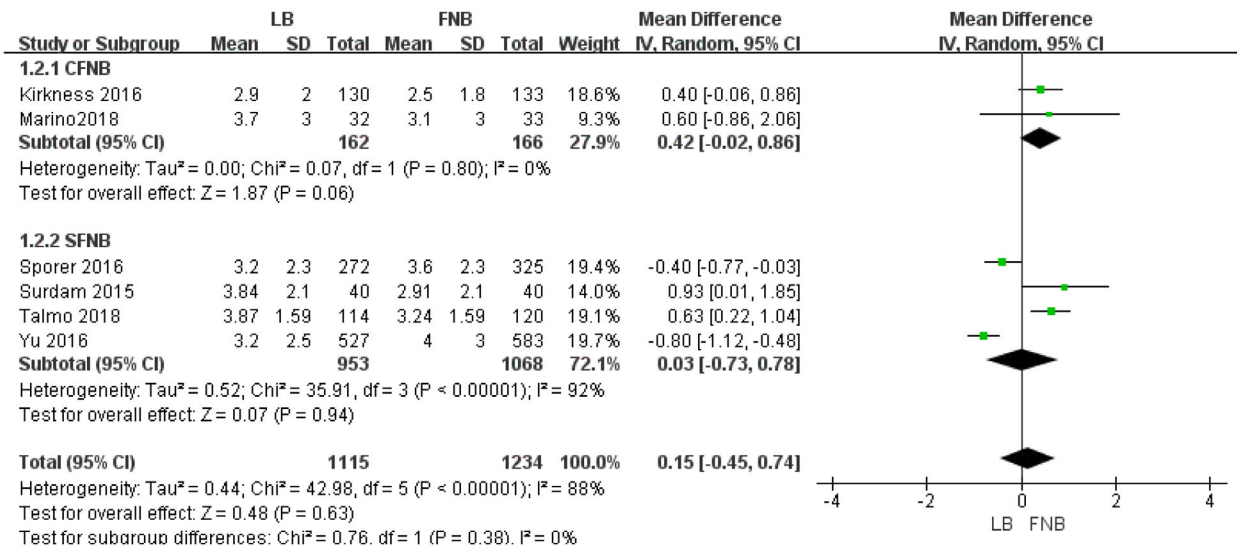 LB FNB Mean Difference Mean Difference
Study or Subgroup Mean SD Total Mean SD Total Weight IV, Random, 95% CI IV, Random, 95% CI
1.2.1 CFNB
Kirkness 2016 2.9 2 130 2.5 1.8 133 18.6% 0.40 [-0.06, 0.86]
Marino2018 3.7 3 32 3.1 3 33 9.3% 0.60 [-0.86, 2.06]
Subtotal (95% CI) 162 166 27.9% 0.42 [-0.02, 0.86]
Heterogeneity: Tau² = 0.00; Chi² = 0.07, df = 1 (P = 0.80); I² = 0%
Test for overall effect: Z = 1.87 (P = 0.06)
1.2.2 SFNB
Sporer 2016 3.2 2.3 272 3.6 2.3 325 19.4% -0.40 [-0.77, -0.03]
Surdam 2015 3.84 2.1 40 2.91 2.1 40 14.0% 0.93 [0.01, 1.85]
Talmo 2018 3.87 1.59 114 3.24 1.59 120 19.1% 0.63 [0.22, 1.04]
Yu 2016 3.2 2.5 527 4 3 583 19.7% -0.80 [-1.12, -0.48]
Subtotal (95% CI) 953 1068 72.1% 0.03 [-0.73, 0.78]
Heterogeneity: Tau² = 0.52; Chi² = 35.91, df = 3 (P < 0.00001); I² = 92%
Test for overall effect: Z = 0.07 (P = 0.94)
Total (95% CI) 1115 1234 100.0% 0.15 [-0.45, 0.74]
Heterogeneity: Tau² = 0.44; Chi² = 42.98, df = 5 (P < 0.00001); I² = 88%
Test for overall effect: Z = 0.48 (P = 0.63)
Test for subgroup differences: Chi² = 0.76, df = 1 (P = 0.38), I² = 0%
-4 -2 0 2 4
LB FNB